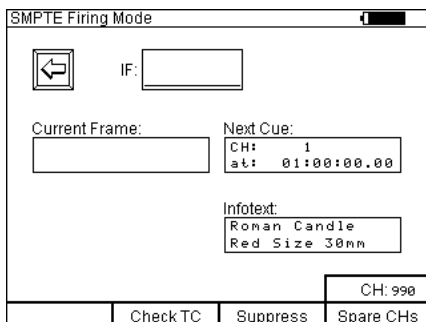 SMPTE Firing Mode
IF:
Current Frame:
Next Cue:
CH: 1
at: 01:00:00.00
Infotext:
Roman Candle
Red Size 30mm
CH: 990
Check TC Suppress Spare CHs